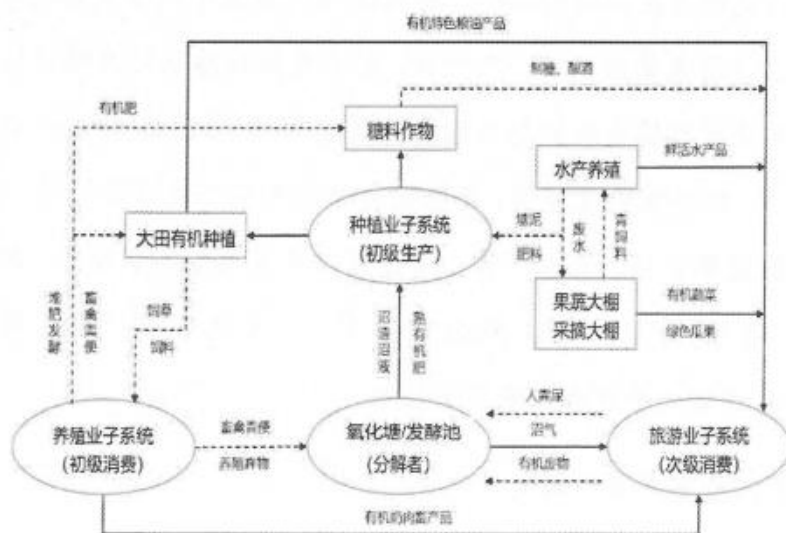 有机特色粮油产品
制糖、酿酒
有机肥
糖料作物
水产养殖
鲜活水产品
种植业子系统
(初级生产)
塘泥
肥料
废水
青饲料
大田有机种植
果蔬大棚
采摘大棚
有机蔬菜
绿色瓜果
堆肥发酵
畜禽粪便
饲草
饲料
沼渣沼液
熟有机肥
人粪尿
养殖业子系统
(初级消费)
畜禽粪便
养殖弃物
氧化塘/发酵池
(分解者)
沼气
有机废物
旅游业子系统
(次级消费)
有机奶肉畜产品